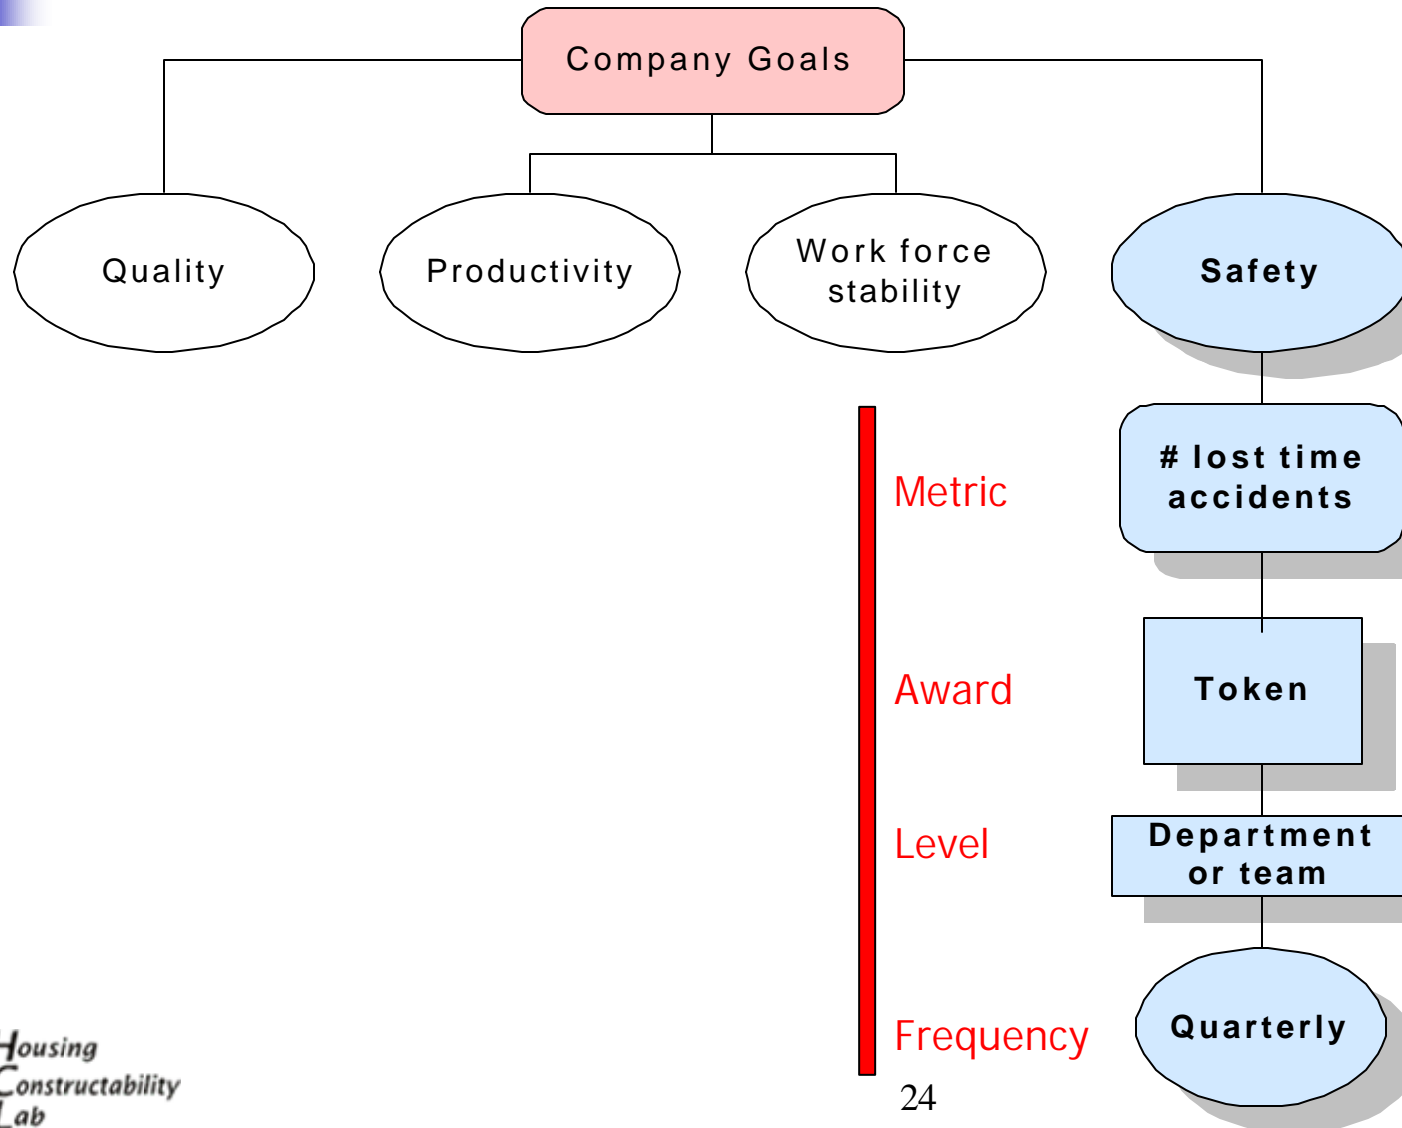 Company Goals
Quality
Productivity
Work force
stability
Safety
Metric
# lost time
accidents
Award
Token
Level
Department
or team
Frequency
Quarterly
24
Housing
Constructability
Lab